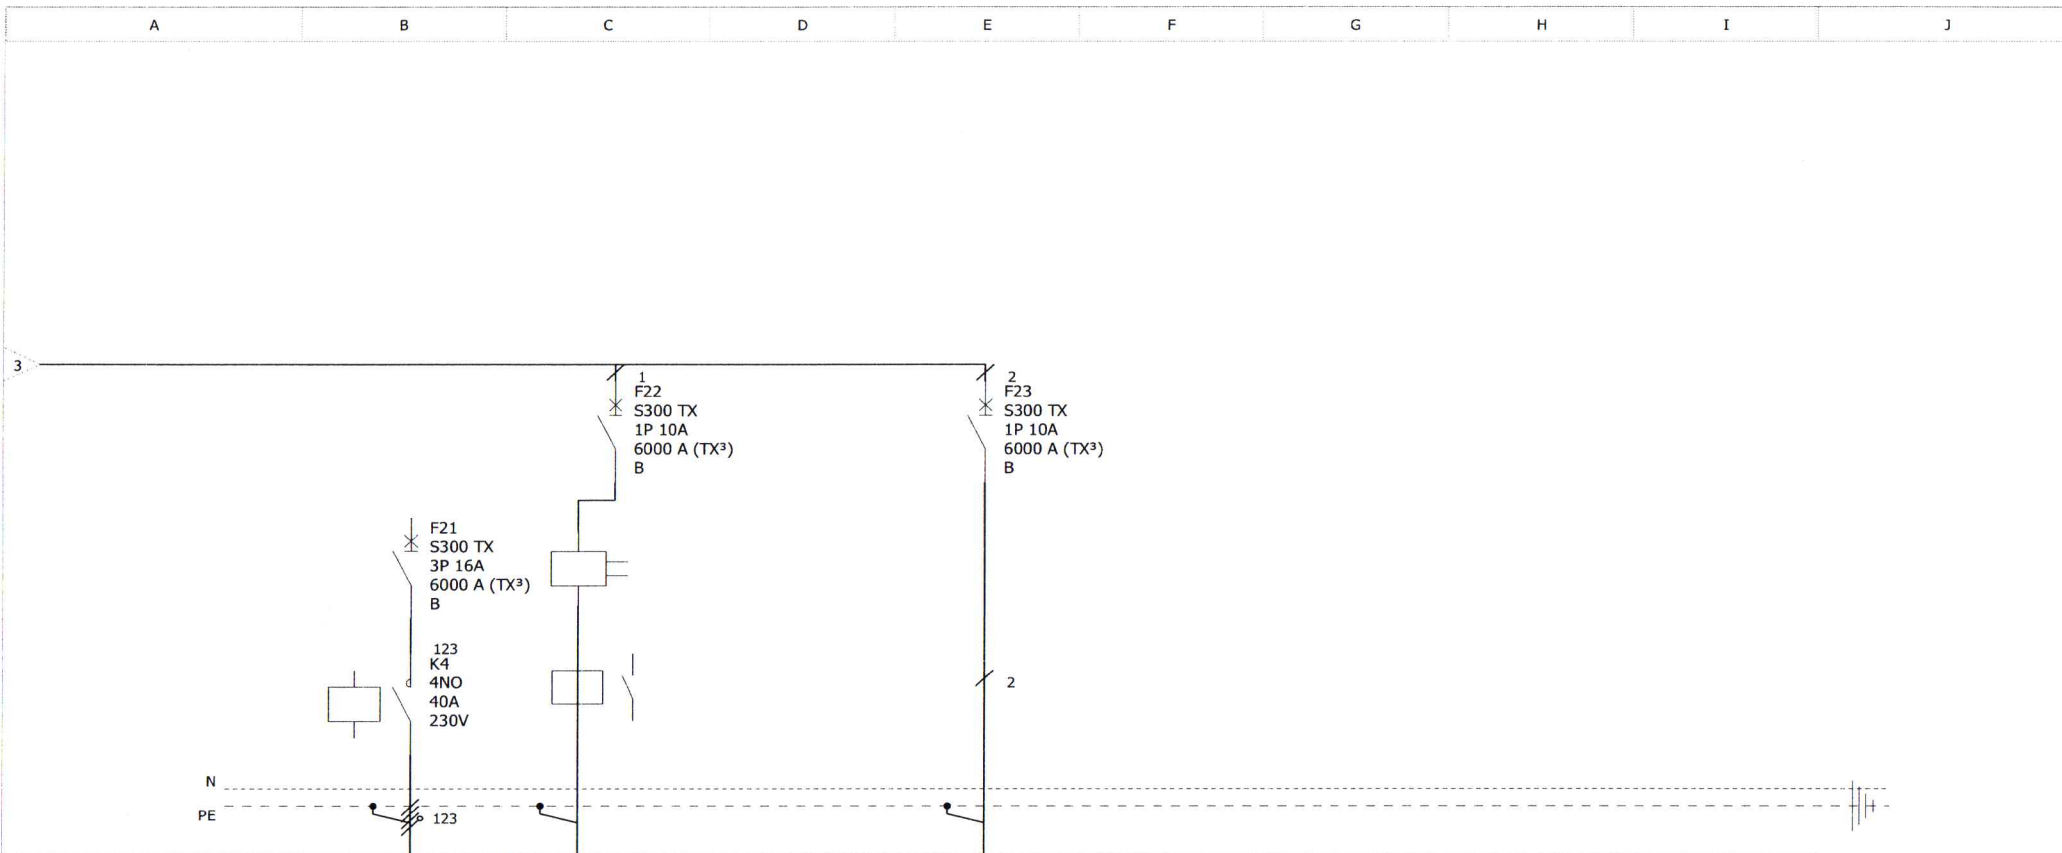 A B C D E F G H I J
3
1
F22
S300 TX
1P 10A
6000 A (TX³)
B
2
F23
S300 TX
1P 10A
6000 A (TX³)
B
F21
S300 TX
3P 16A
6000 A (TX³)
B
123
K4
4NO
40A
230V
2
N
PE
123